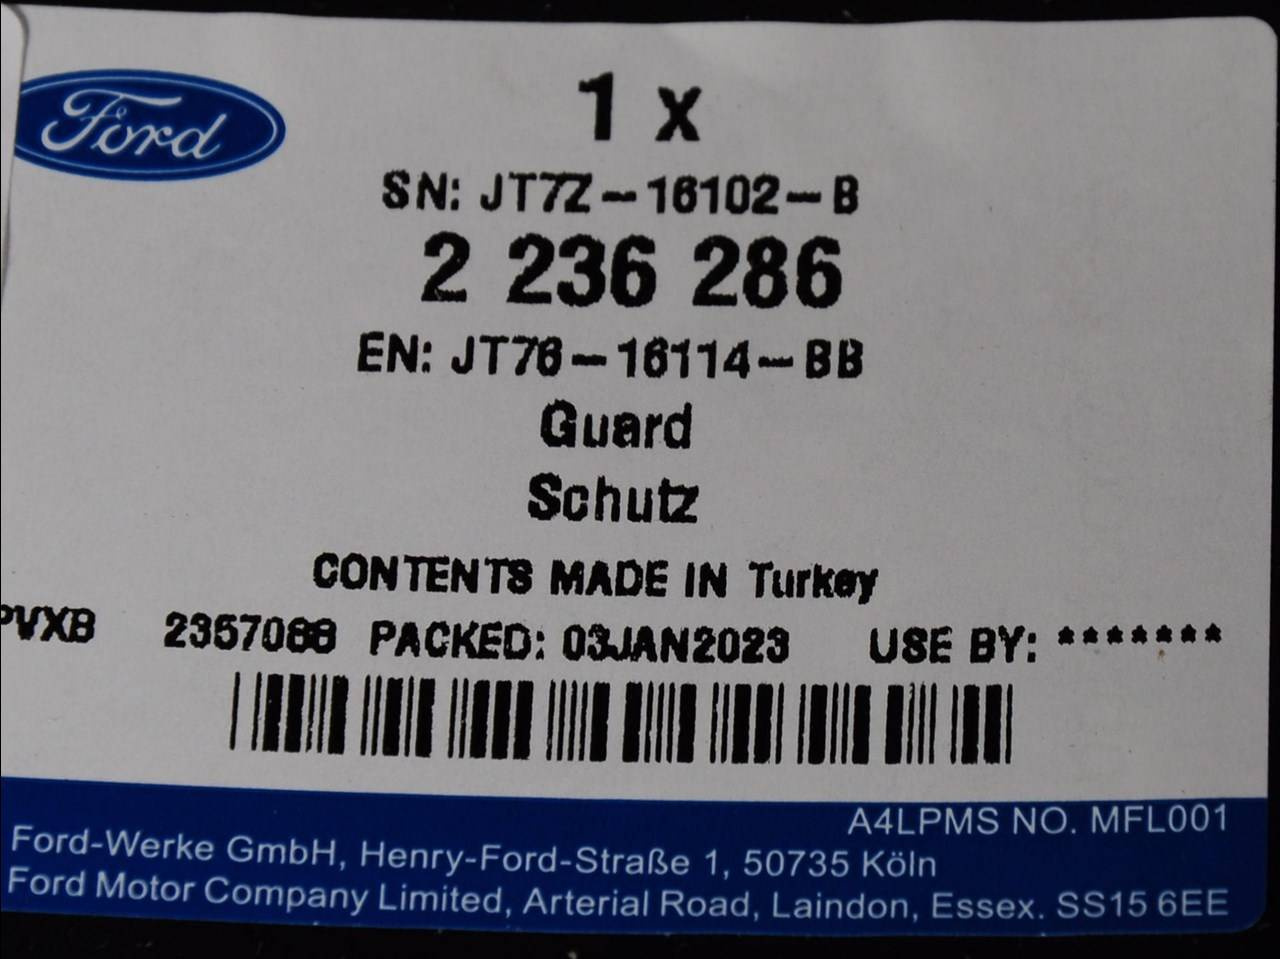 Ford
1 x
SN: JT7Z-16102-B
2 236 286
EN: JT76-16114-BB
Guard
Schutz
CONTENTS MADE IN Turkey
PVXB 2357088 PACKED: 03JAN2023 USE BY: *******
A4LPMS NO. MFL001
Ford-Werke GmbH, Henry-Ford-Straße 1, 50735 Köln
Ford Motor Company Limited, Arterial Road, Laindon, Essex. SS15 6EE